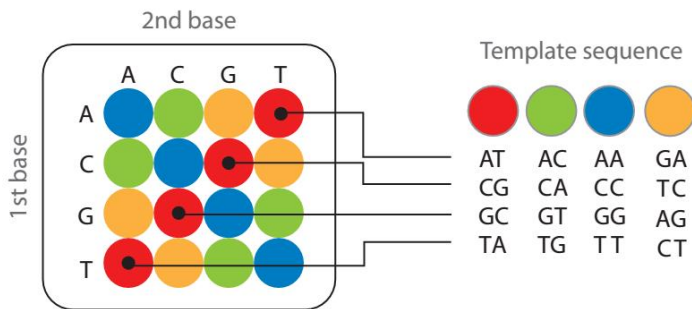 2nd base
A C G T
1st base
A
C
G
T
Template sequence
AT AC AA GA
CG CA CC TC
GC GT GG AG
TA TG TT CT